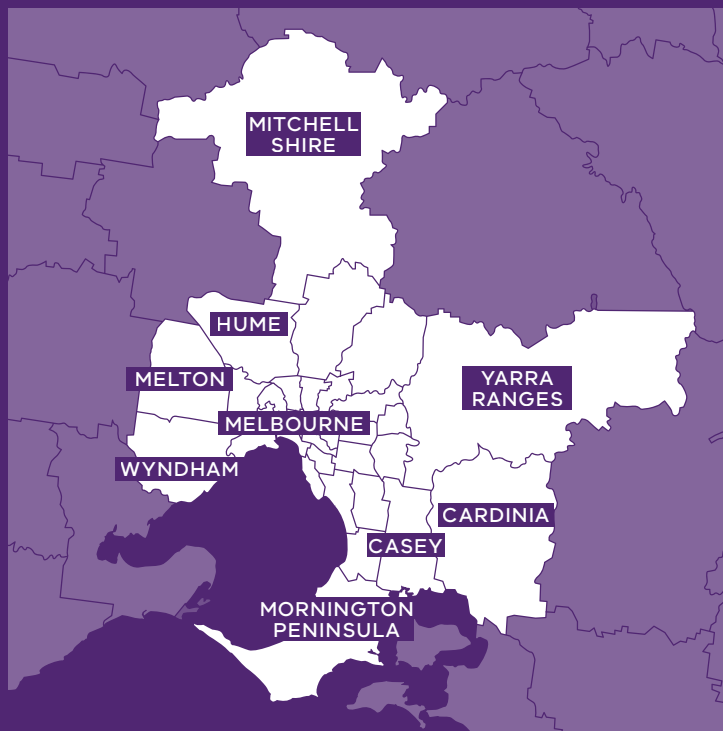 MITCHELL
SHIRE
HUME
MELTON
YARRA
RANGES
MELBOURNE
WYNDHAM
CARDINIA
CASEY
MORNINGTON
PENINSULA